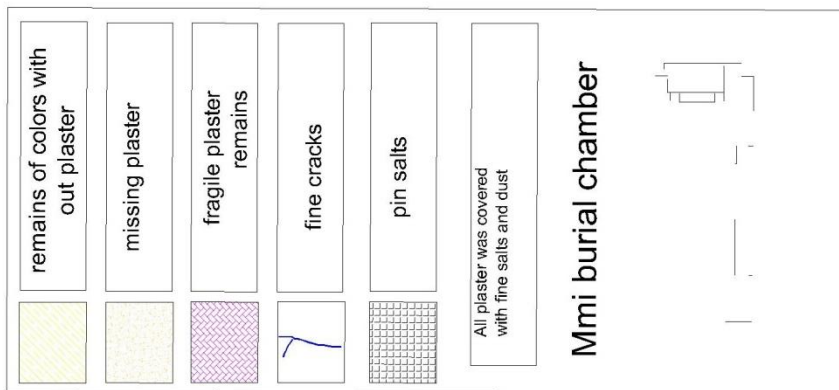 remains of colors with
out plaster
missing plaster
fragile plaster
remains
fine cracks
pin salts
All plaster was covered
with fine salts and dust
Mmi burial chamber